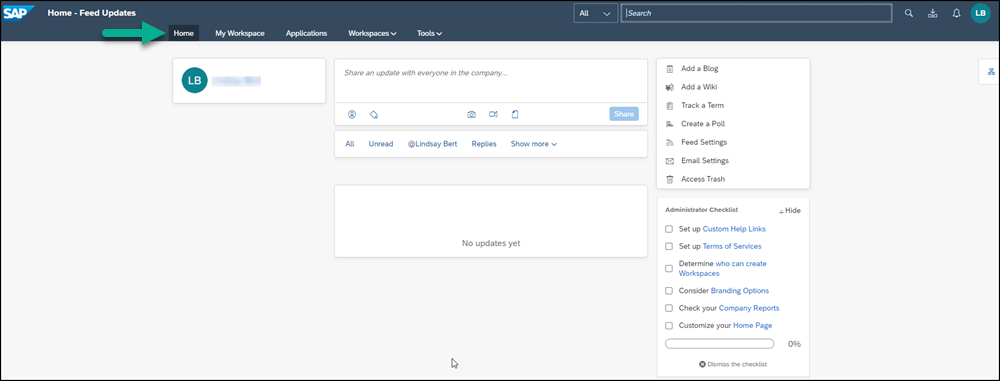 SAP
Home - Feed Updates
All
Search
LB
Home
My Workspace
Applications
Workspaces
Tools
LB
Share an update with everyone in the company...
Share
All
Unread
@Lindsay Bert
Replies
Show more
No updates yet
Add a Blog
Add a Wiki
Track a Term
Create a Poll
Feed Settings
Email Settings
Access Trash
Administrator Checklist
Hide
Set up Custom Help Links
Set up Terms of Services
Determine who can create
Workspaces
Consider Branding Options
Check your Company Reports
Customize your Home Page
0%
Dismiss the checklist